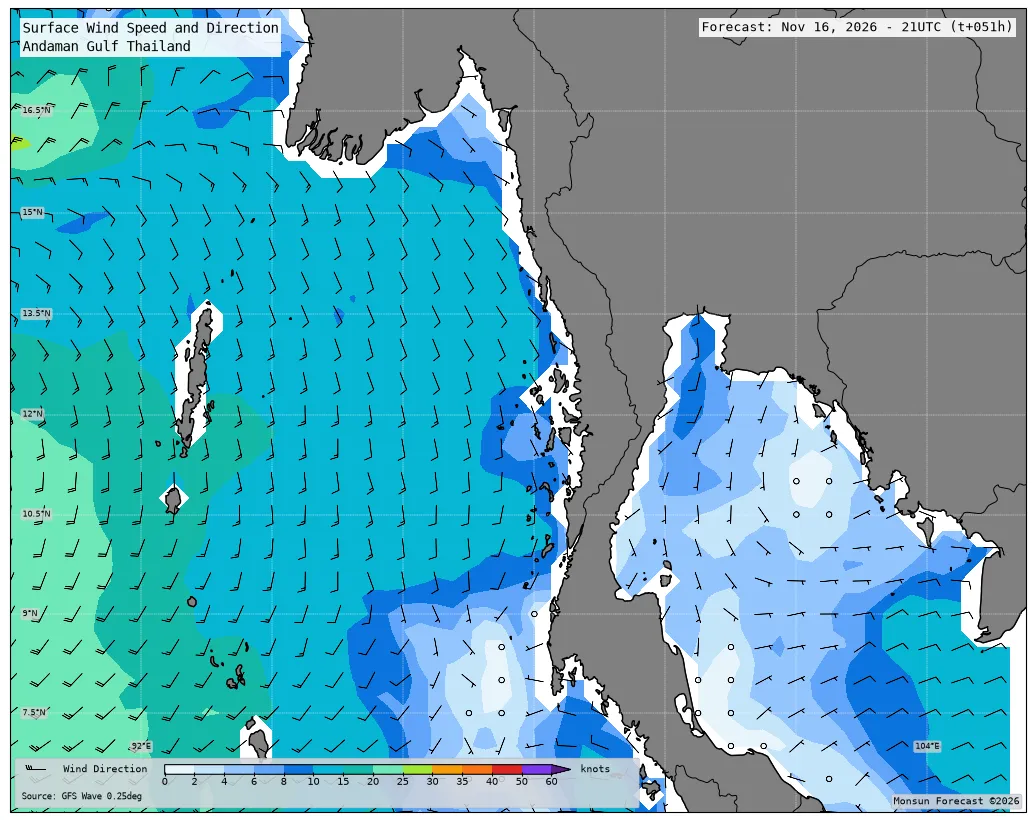 Surface Wind Speed and Direction
Andaman Gulf Thailand
Forecast: Nov 16, 2026 - 21UTC (t+051h)
16.5°N
15°N
13.5°N
12°N
10.5°N
9°N
7.5°N
92°E
104°E
Wind Direction
knots
0 2 4 6 8 10 15 20 25 30 35 40 50 60
Source: GFS Wave 0.25deg
Monsun Forecast ©2026